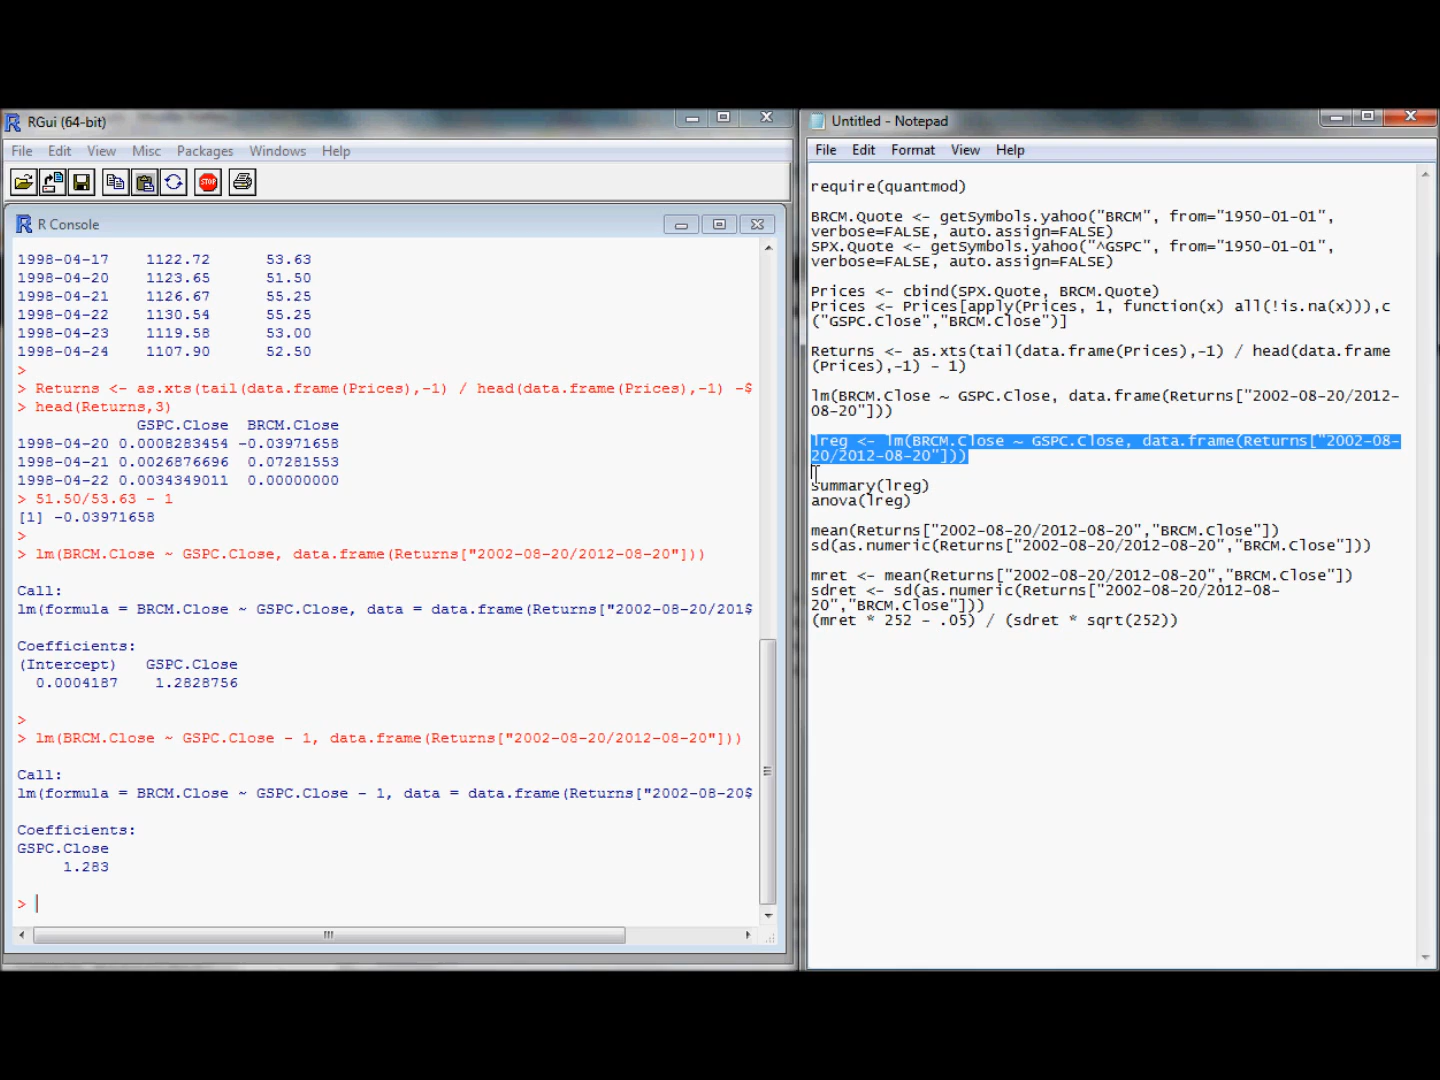 RGui (64-bit)
File Edit View Misc Packages Windows Help
STOP
R Console
1998-04-17 1122.72 53.63
1998-04-20 1123.65 51.50
1998-04-21 1126.67 55.25
1998-04-22 1130.54 55.25
1998-04-23 1119.58 53.00
1998-04-24 1107.90 52.50
>
> Returns <- as.xts(tail(data.frame(Prices),-1) / head(data.frame(Prices),-1) -$
> head(Returns,3)
GSPC.Close BRCM.Close
1998-04-20 0.0008283454 -0.03971658
1998-04-21 0.0026876696 0.07281553
1998-04-22 0.0034349011 0.00000000
> 51.50/53.63 - 1
[1] -0.03971658
>
> lm(BRCM.Close ~ GSPC.Close, data.frame(Returns["2002-08-20/2012-08-20"]))
Call:
lm(formula = BRCM.Close ~ GSPC.Close, data = data.frame(Returns["2002-08-20/201$
Coefficients:
(Intercept) GSPC.Close
0.0004187 1.2828756
>
> lm(BRCM.Close ~ GSPC.Close - 1, data.frame(Returns["2002-08-20/2012-08-20"]))
Call:
lm(formula = BRCM.Close ~ GSPC.Close - 1, data = data.frame(Returns["2002-08-20$
Coefficients:
GSPC.Close
1.283
>
Untitled - Notepad
File Edit Format View Help
require(quantmod)
BRCM.Quote <- getSymbols.yahoo("BRCM", from="1950-01-01",
verbose=FALSE, auto.assign=FALSE)
SPX.Quote <- getSymbols.yahoo("^GSPC", from="1950-01-01",
verbose=FALSE, auto.assign=FALSE)
Prices <- cbind(SPX.Quote, BRCM.Quote)
Prices <- Prices[apply(Prices, 1, function(x) all(!is.na(x))),c
("GSPC.Close","BRCM.Close")]
Returns <- as.xts(tail(data.frame(Prices),-1) / head(data.frame
(Prices),-1) - 1)
lm(BRCM.Close ~ GSPC.Close, data.frame(Returns["2002-08-20/2012-
08-20"]))
lreg <- lm(BRCM.Close ~ GSPC.Close, data.frame(Returns["2002-08-
20/2012-08-20"]))
summary(lreg)
anova(lreg)
mean(Returns["2002-08-20/2012-08-20","BRCM.Close"])
sd(as.numeric(Returns["2002-08-20/2012-08-20","BRCM.Close"]))
mret <- mean(Returns["2002-08-20/2012-08-20","BRCM.Close"])
sdret <- sd(as.numeric(Returns["2002-08-20/2012-08-
20","BRCM.Close"]))
(mret * 252 - .05) / (sdret * sqrt(252))